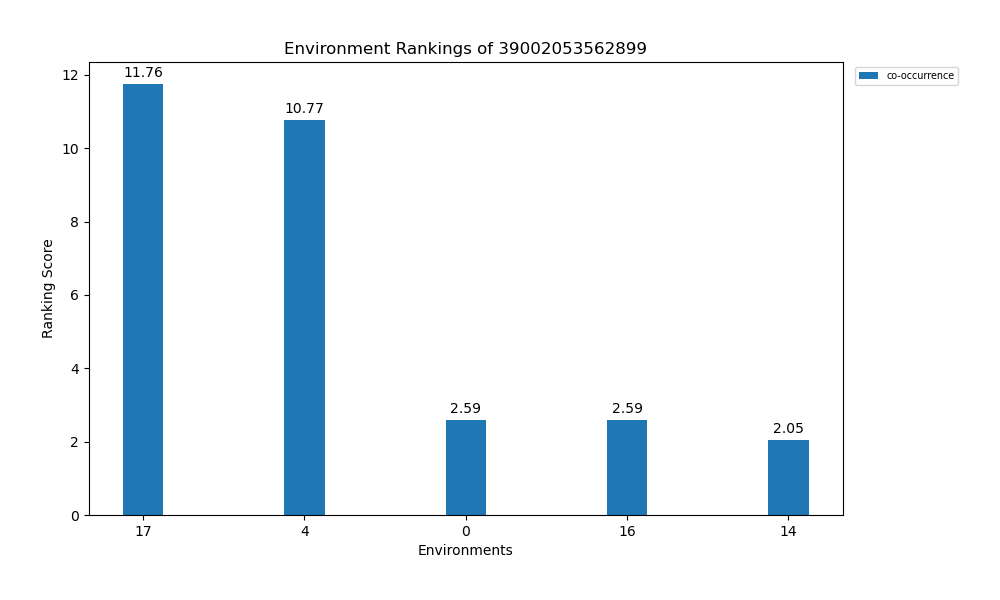 Environment Rankings of 39002053562899
co-occurrence
11.76
10.77
2.59
2.59
2.05
12
10
8
6
4
2
0
Ranking Score
17 4 0 16 14
Environments